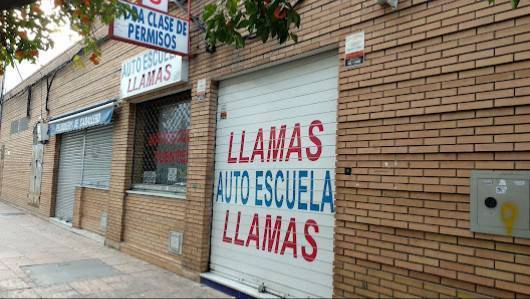 TODA CLASE DE
PERMISOS
AUTO ESCUELA
LLAMAS
LLAMAS
AUTO ESCUELA
LLAMAS